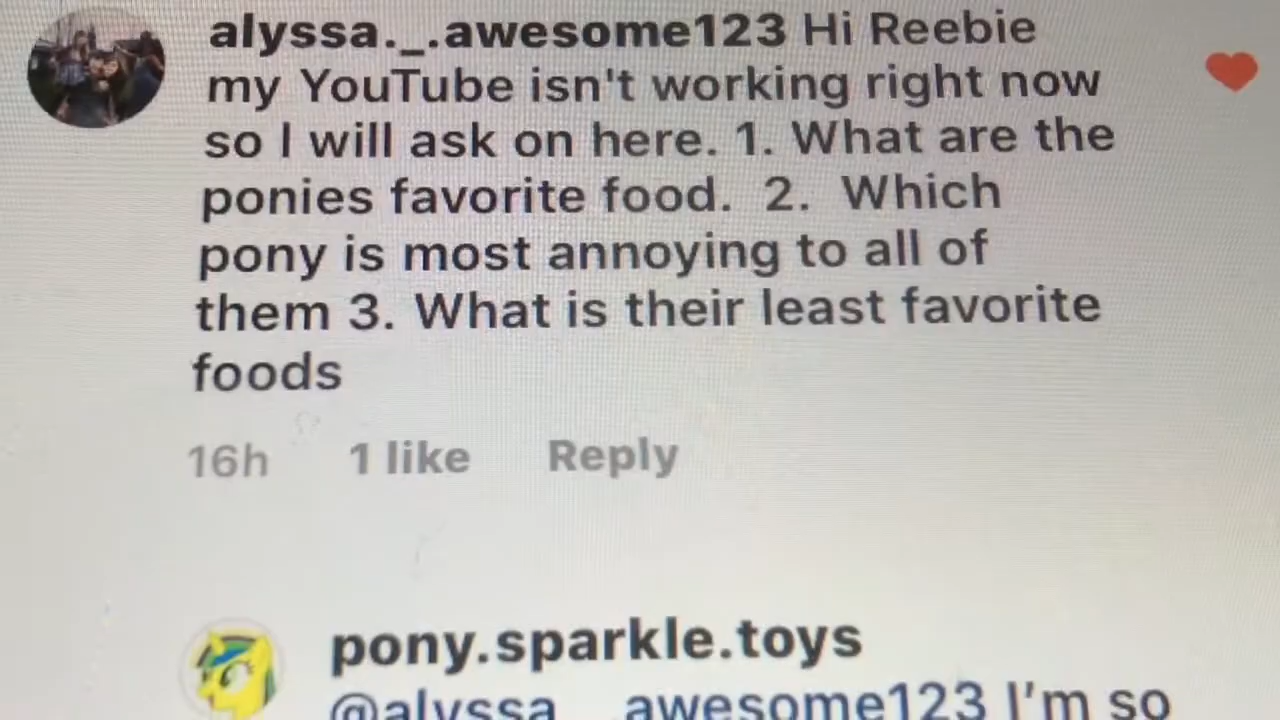 alyssa._.awesome123 Hi Reebie
my YouTube isn't working right now
so I will ask on here. 1. What are the
ponies favorite food.  2.  Which
pony is most annoying to all of
them 3. What is their least favorite
foods
16h 1 like Reply
pony.sparkle.toys
@alyssa._.awesome123 I'm so